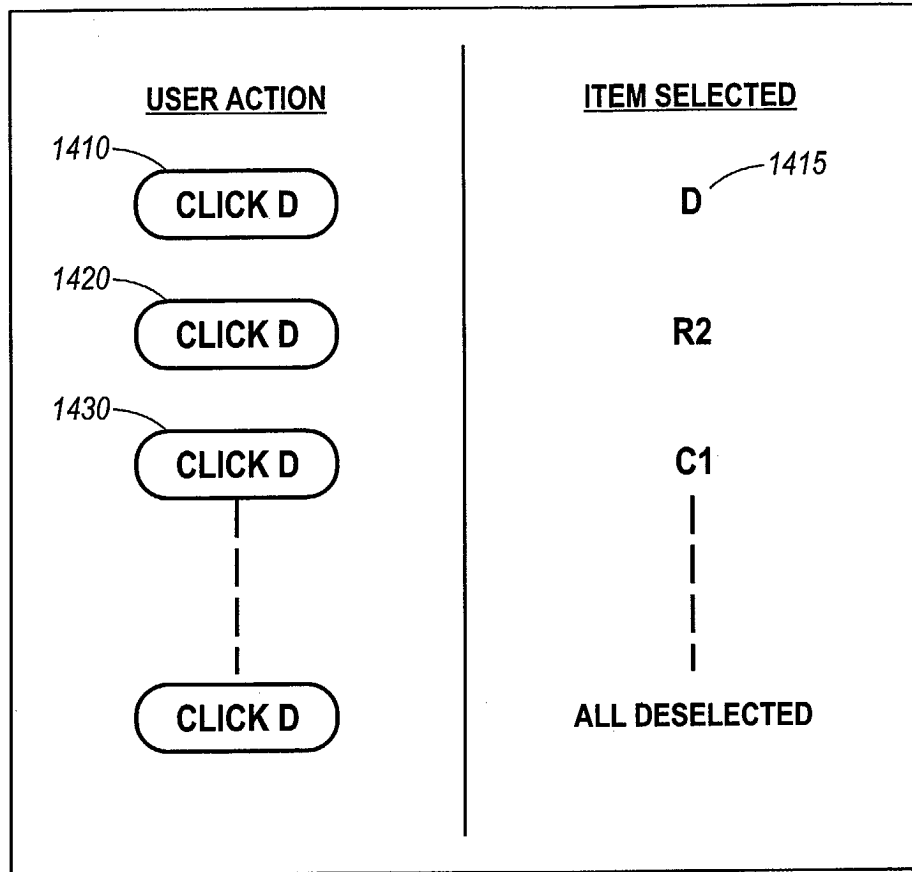 USER ACTION
ITEM SELECTED
1410
CLICK D
D
1415
1420
CLICK D
R2
1430
CLICK D
C1
CLICK D
ALL DESELECTED